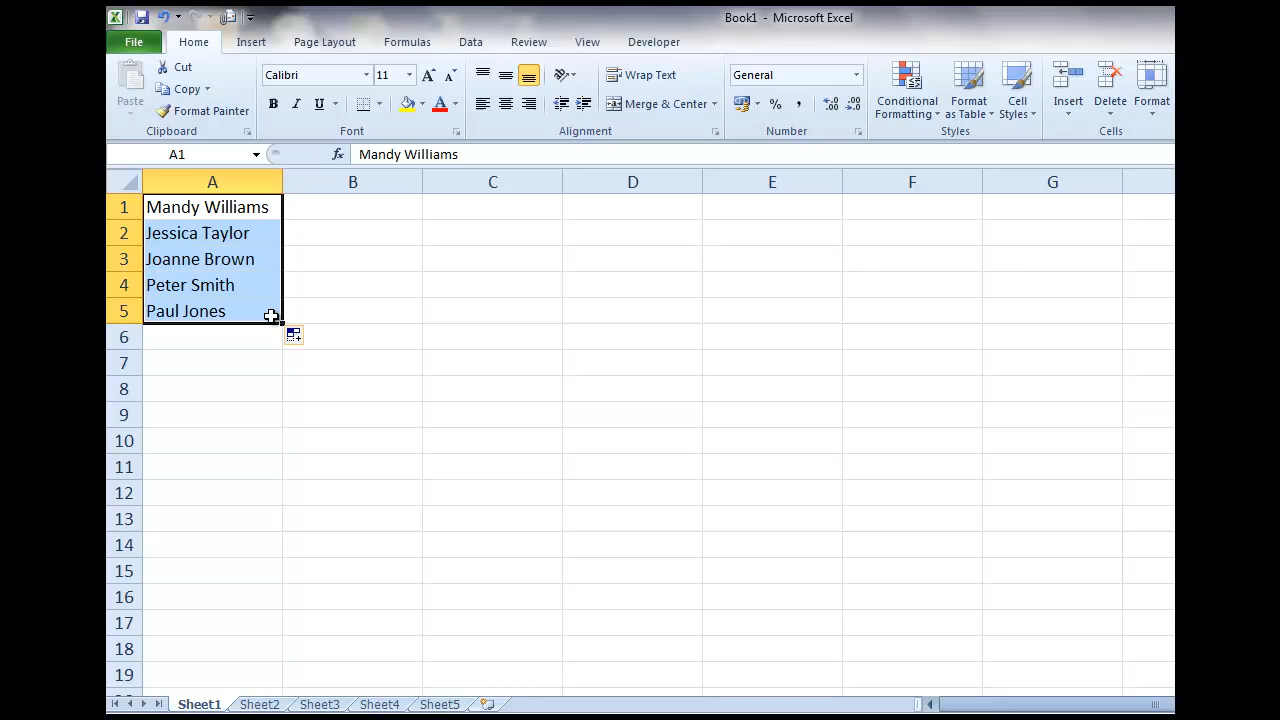 Book1 - Microsoft Excel
File Home Insert Page Layout Formulas Data Review View Developer
Paste
Cut
Copy
Format Painter
Clipboard
Calibri 11 A A
B I U A
Font
Wrap Text
Merge & Center
Alignment
General
% ,
Number
Conditional Formatting
Format as Table
Cell Styles
Styles
Insert Delete Format
Cells
A1 fx Mandy Williams
A B C D E F G
1 Mandy Williams
2 Jessica Taylor
3 Joanne Brown
4 Peter Smith
5 Paul Jones
6
7
8
9
10
11
12
13
14
15
16
17
18
19
Sheet1 Sheet2 Sheet3 Sheet4 Sheet5